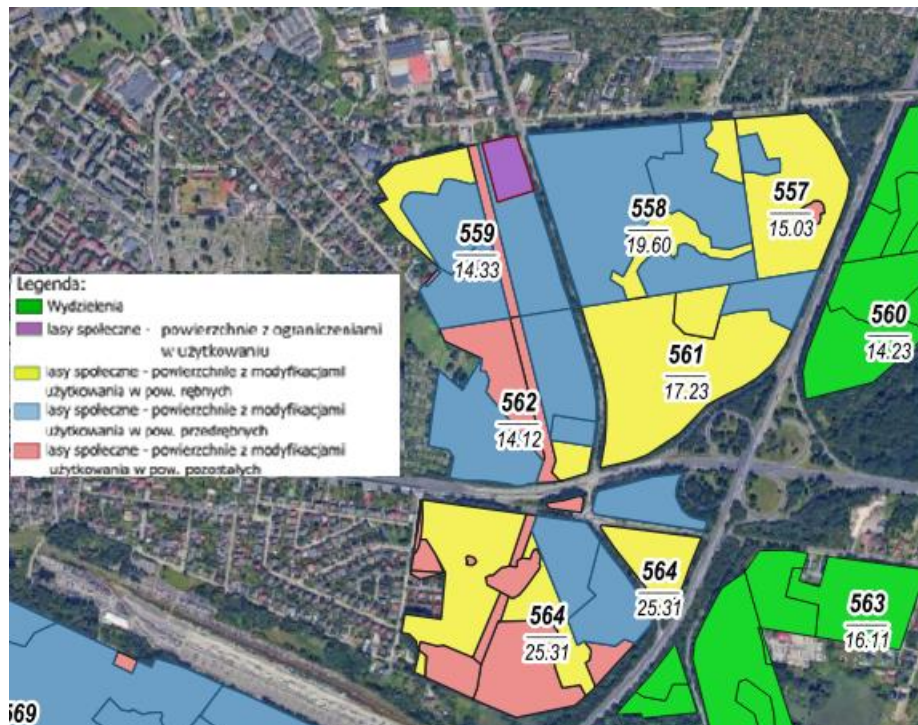 557
15.03
558
19.60
559
14.33
560
14.23
Legenda:
Wydzielenia
lasy społeczne - powierzchnie z ograniczeniami
w użytkowaniu
lasy społeczne - powierzchnie z modyfikacjami
użytkowania w pow. rębnych
lasy społeczne - powierzchnie z modyfikacjami
użytkowania w pow. przedrębnych
lasy społeczne - powierzchnie z modyfikacjami
użytkowania w pow. pozostałych
561
17.23
562
14.12
564
25.31
564
25.31
563
16.11
569